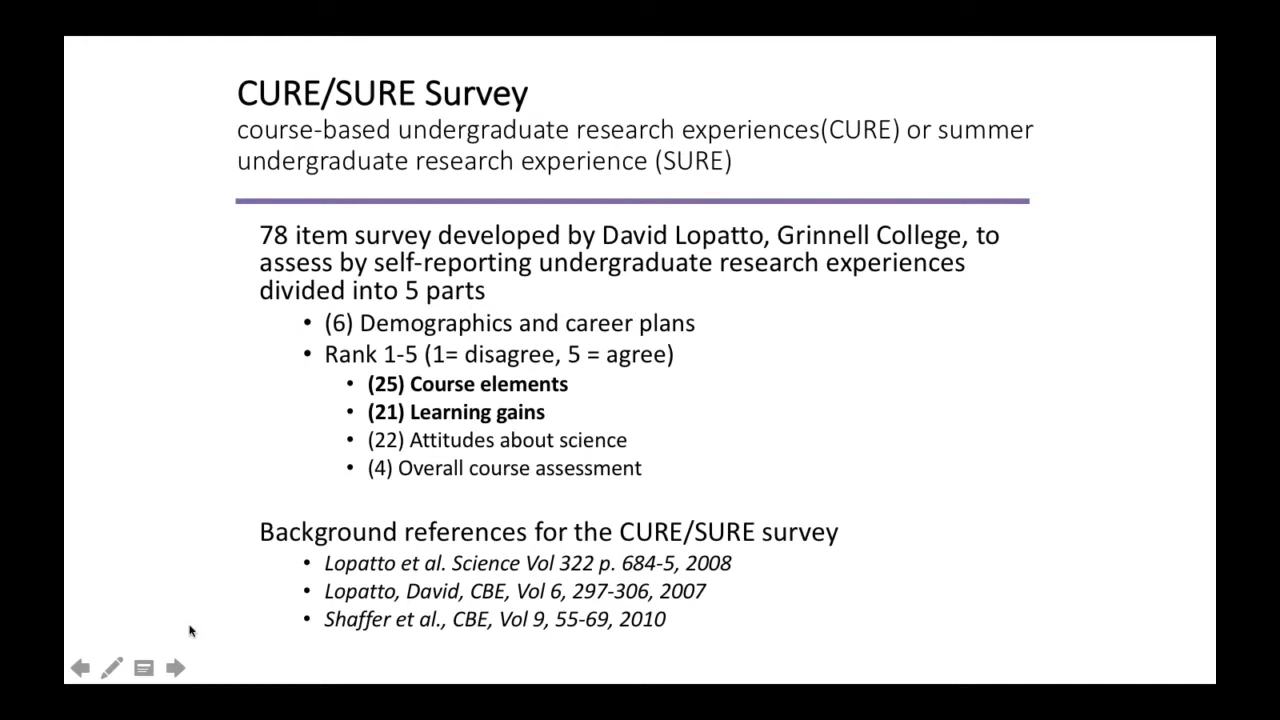 CURE/SURE Survey
course-based undergraduate research experiences(CURE) or summer
undergraduate research experience (SURE)
78 item survey developed by David Lopatto, Grinnell College, to
assess by self-reporting undergraduate research experiences
divided into 5 parts
• (6) Demographics and career plans
• Rank 1-5 (1= disagree, 5 = agree)
• (25) Course elements
• (21) Learning gains
• (22) Attitudes about science
• (4) Overall course assessment
Background references for the CURE/SURE survey
• Lopatto et al. Science Vol 322 p. 684-5, 2008
• Lopatto, David, CBE, Vol 6, 297-306, 2007
• Shaffer et al., CBE, Vol 9, 55-69, 2010